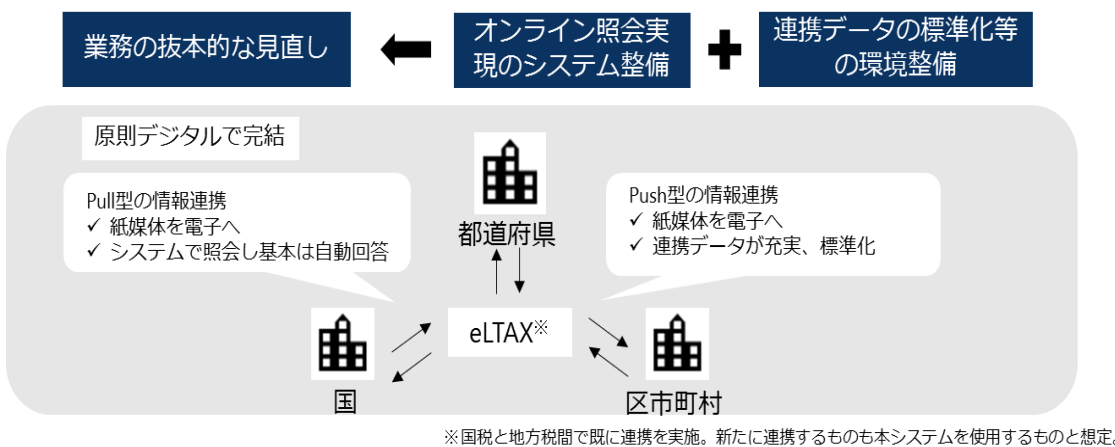 業務の抜本的な見直し
オンライン照会実
現のシステム整備
連携データの標準化等
の環境整備
原則デジタルで完結
Pull型の情報連携
✓ 紙媒体を電子へ
✓ システムで照会し基本は自動回答
都道府県
Push型の情報連携
✓ 紙媒体を電子へ
✓ 連携データが充実、標準化
eLTAX※
国
区市町村
※国税と地方税間で既に連携を実施。新たに連携するものも本システムを使用するものと想定。